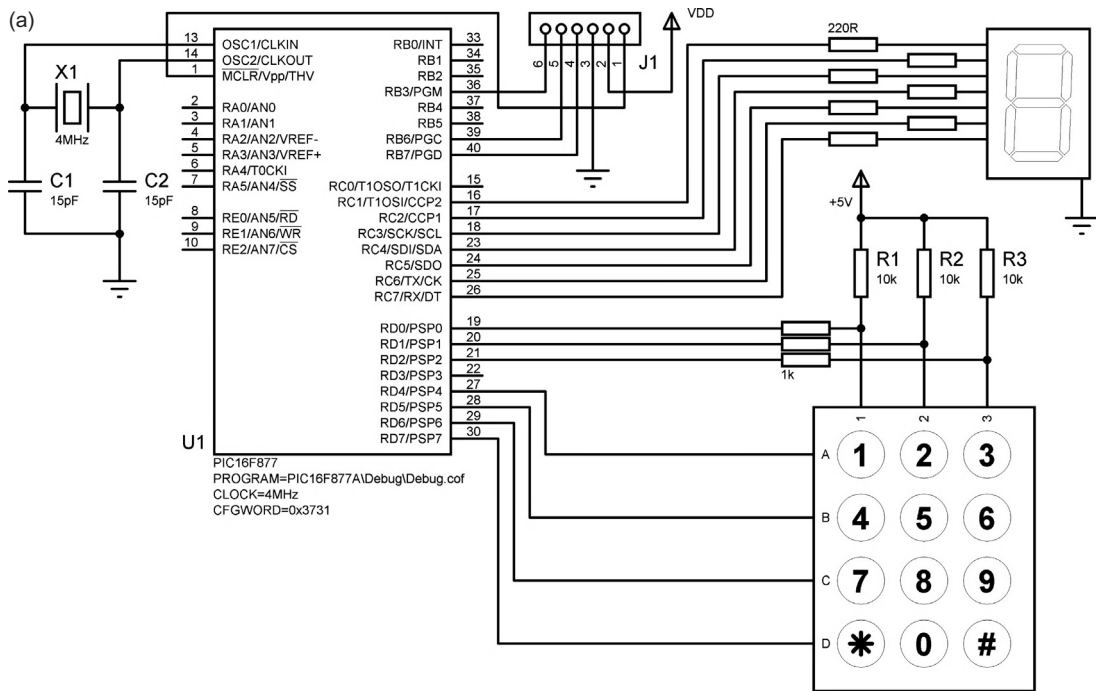 (a)
VDD
J1
6 5 4 3 2 1
220R
13 OSC1/CLKIN
14 OSC2/CLKOUT
1 MCLR/Vpp/THV
2 RA0/AN0
3 RA1/AN1
4 RA2/AN2/VREF-
5 RA3/AN3/VREF+
6 RA4/T0CKI
7 RA5/AN4/SS
8 RE0/AN5/RD
9 RE1/AN6/WR
10 RE2/AN7/CS
RB0/INT 33
RB1 34
RB2 35
RB3/PGM 36
RB4 37
RB5 38
RB6/PGC 39
RB7/PGD 40
RC0/T1OSO/T1CKI 15
RC1/T1OSI/CCP2 16
RC2/CCP1 17
RC3/SCK/SCL 18
RC4/SDI/SDA 23
RC5/SDO 24
RC6/TX/CK 25
RC7/RX/DT 26
RD0/PSP0 19
RD1/PSP1 20
RD2/PSP2 21
RD3/PSP3 22
RD4/PSP4 27
RD5/PSP5 28
RD6/PSP6 29
RD7/PSP7 30
X1
4MHz
C1
15pF
C2
15pF
+5V
R1
10k
R2
10k
R3
10k
1k
U1
PIC16F877
PROGRAM=PIC16F877A\Debug\Debug.cof
CLOCK=4MHz
CFGWORD=0x3731
1 2 3
A 1 2 3
B 4 5 6
C 7 8 9
D * 0 #